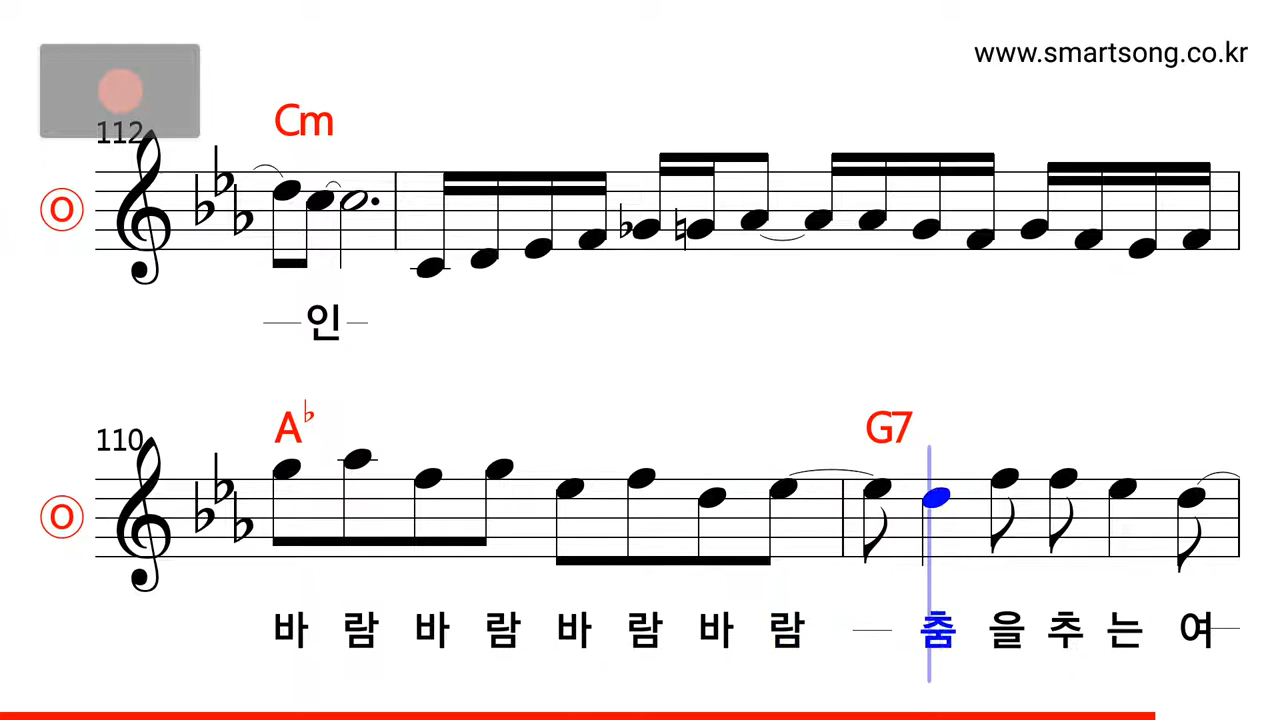 www.smartsong.co.kr
112
Cm
O
인
110
A♭ G7
O
바 람 바 람 바 람 바 람 춤 을 추 는 여